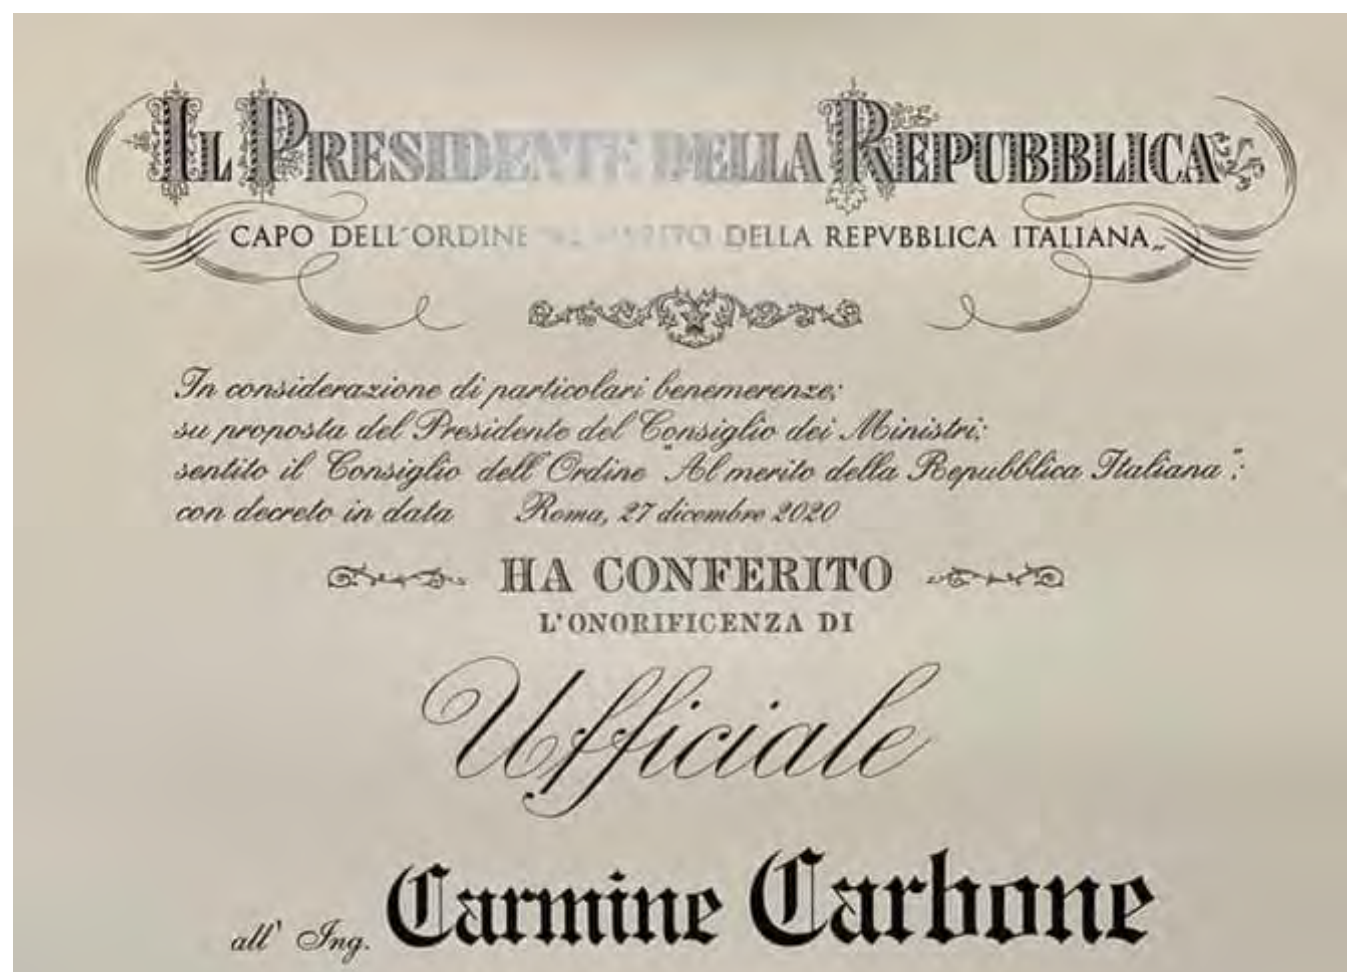 IL PRESIDENTE DELLA REPUBBLICA
CAPO DELL'ORDINE "AL MERITO DELLA REPVBBLICA ITALIANA„
In considerazione di particolari benemerenze;
su proposta del Presidente del Consiglio dei Ministri;
sentito il Consiglio dell'Ordine "Al merito della Repubblica Italiana";
con decreto in data Roma, 27 dicembre 2020
HA CONFERITO
L'ONORIFICENZA DI
Ufficiale
all' Ing. Carmine Carbone